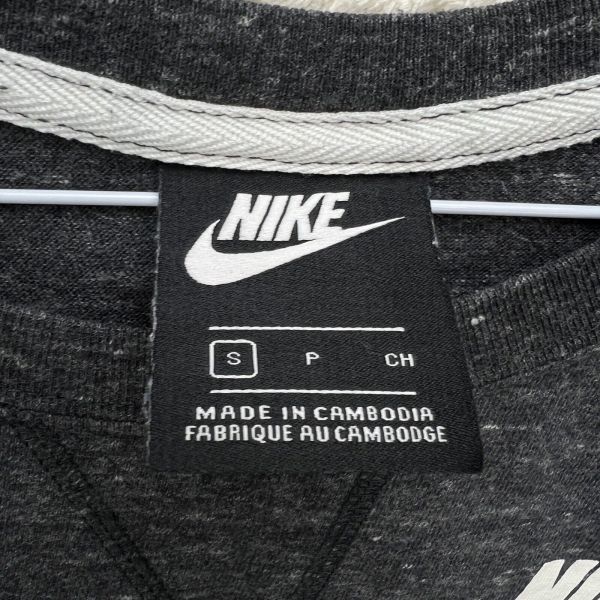 NIKE
S P CH
MADE IN CAMBODIA
FABRIQUE AU CAMBODGE